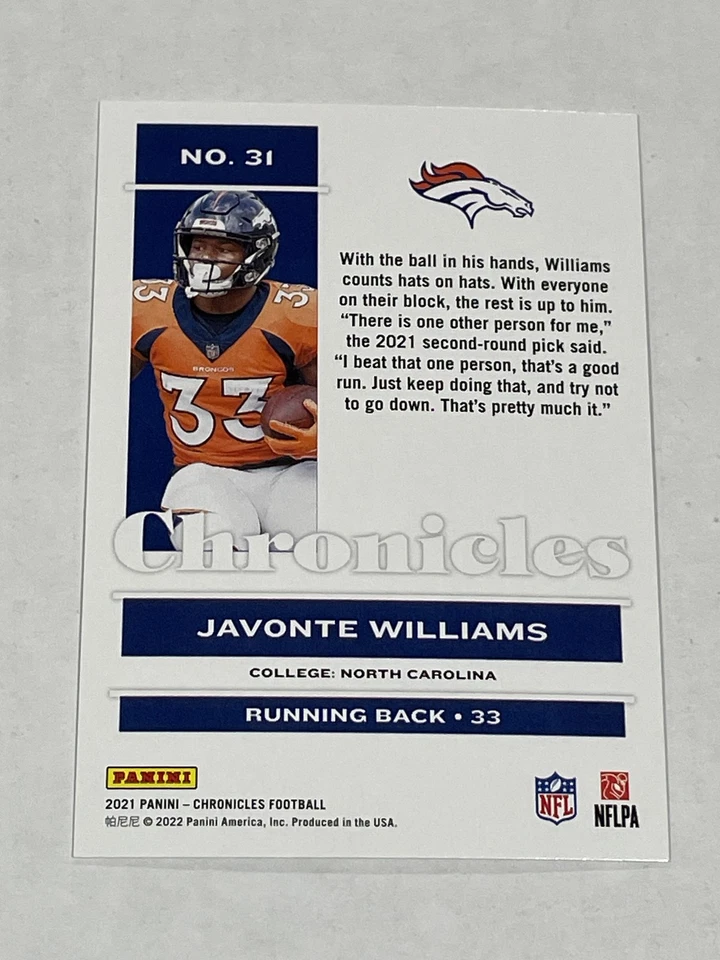 NO. 31
33
33
BRONCOS
33
With the ball in his hands, Williams
counts hats on hats. With everyone
on their block, the rest is up to him.
“There is one other person for me,”
the 2021 second-round pick said.
“I beat that one person, that’s a good
run. Just keep doing that, and try not
to go down. That’s pretty much it.”
Chronicles
JAVONTE WILLIAMS
COLLEGE: NORTH CAROLINA
RUNNING BACK • 33
PANINI
2021 PANINI – CHRONICLES FOOTBALL
帕尼尼 © 2022 Panini America, Inc. Produced in the USA.
NFL
NFLPA